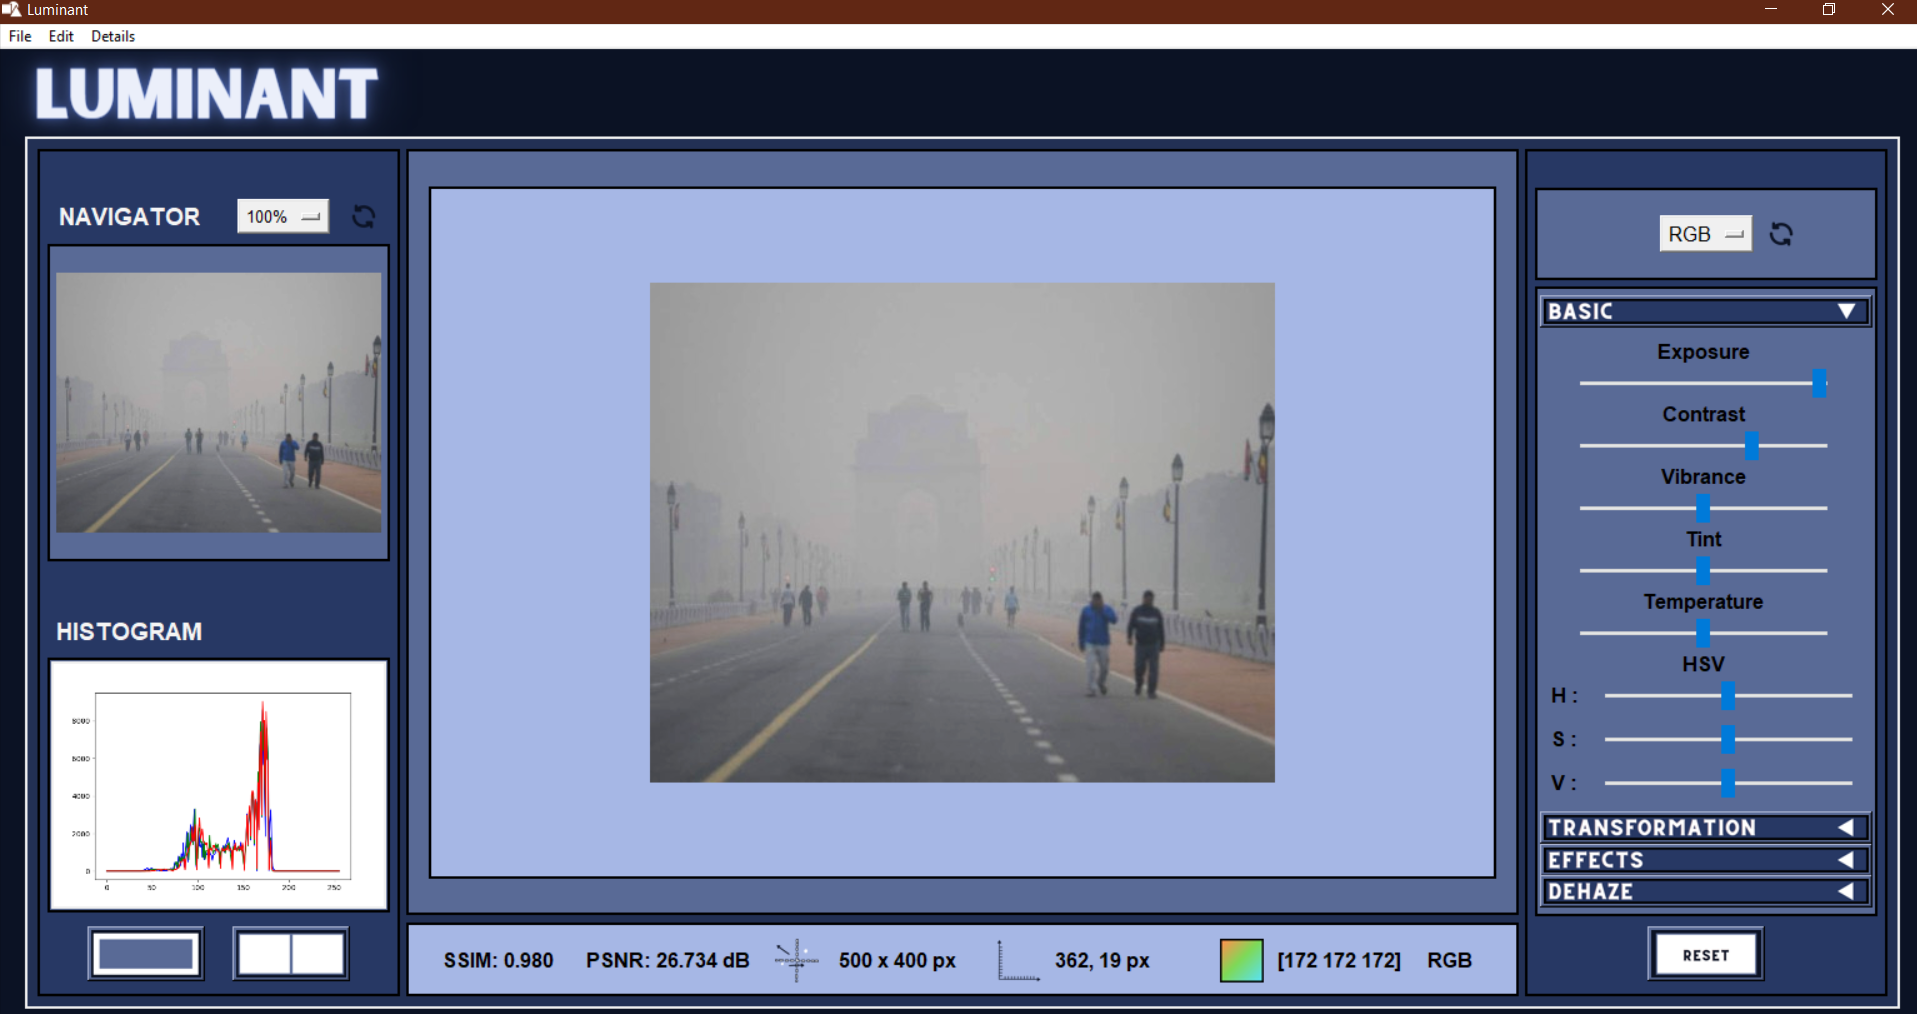 Luminant
File Edit Details
LUMINANT
NAVIGATOR
100%
HISTOGRAM
8000
6000
4000
2000
0
0 50 100 150 200 250
SSIM: 0.980 PSNR: 26.734 dB 500 x 400 px 362, 19 px [172 172 172] RGB
RGB
BASIC
Exposure
Contrast
Vibrance
Tint
Temperature
HSV
H :
S :
V :
TRANSFORMATION
EFFECTS
DEHAZE
RESET